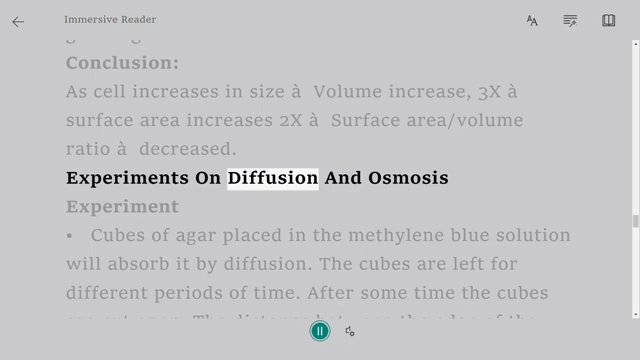 Immersive Reader
Conclusion:
As cell increases in size à Volume increase, 3X à
surface area increases 2X à Surface area/volume
ratio à decreased.
Experiments On Diffusion And Osmosis
Experiment
• Cubes of agar placed in the methylene blue solution
will absorb it by diffusion. The cubes are left for
different periods of time. After some time the cubes